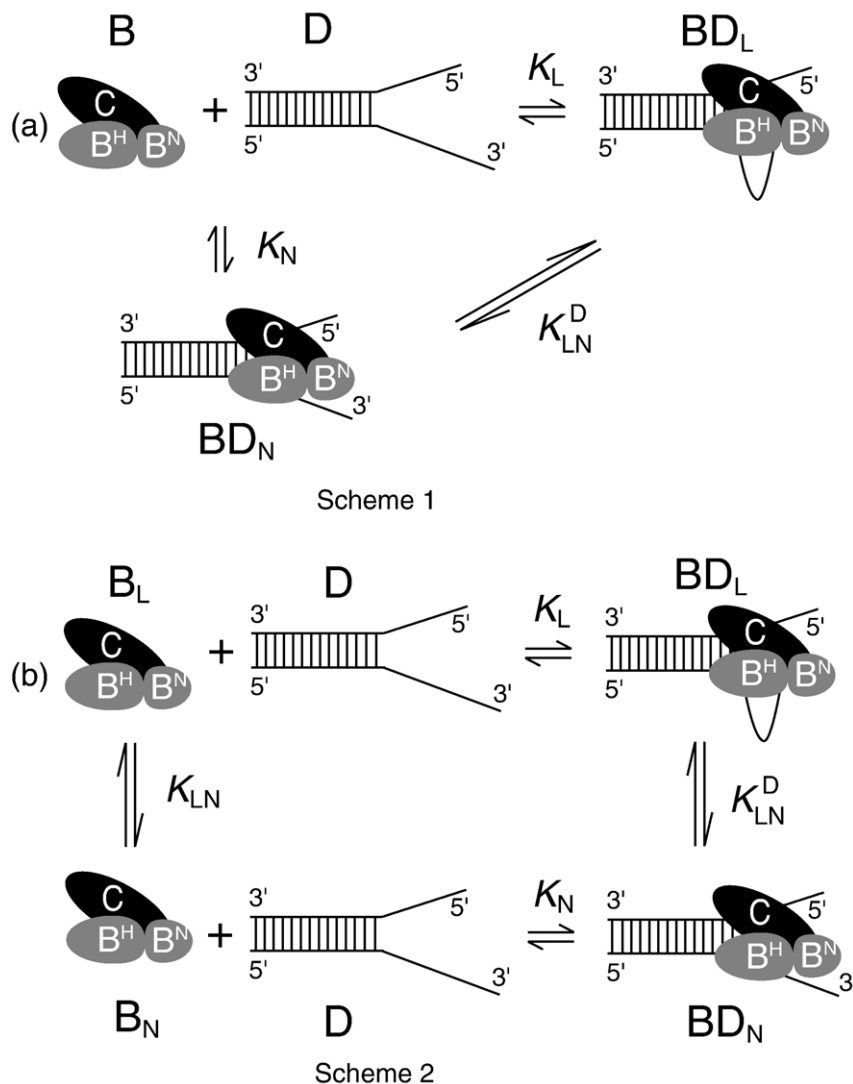 B D BD_L
(a) C B^H B^N + 3' 5' 5' 3' K_L 3' 5' C B^H B^N 5'
K_N K_LN^D
3' 5' C B^H B^N 5' 3'
BD_N
Scheme 1
B_L D BD_L
(b) C B^H B^N + 3' 5' 5' 3' K_L 3' 5' C B^H B^N 5'
K_LN K_LN^D
C B^H B^N + 3' 5' 5' 3' K_N 3' 5' C B^H B^N 5' 3
B_N D BD_N
Scheme 2